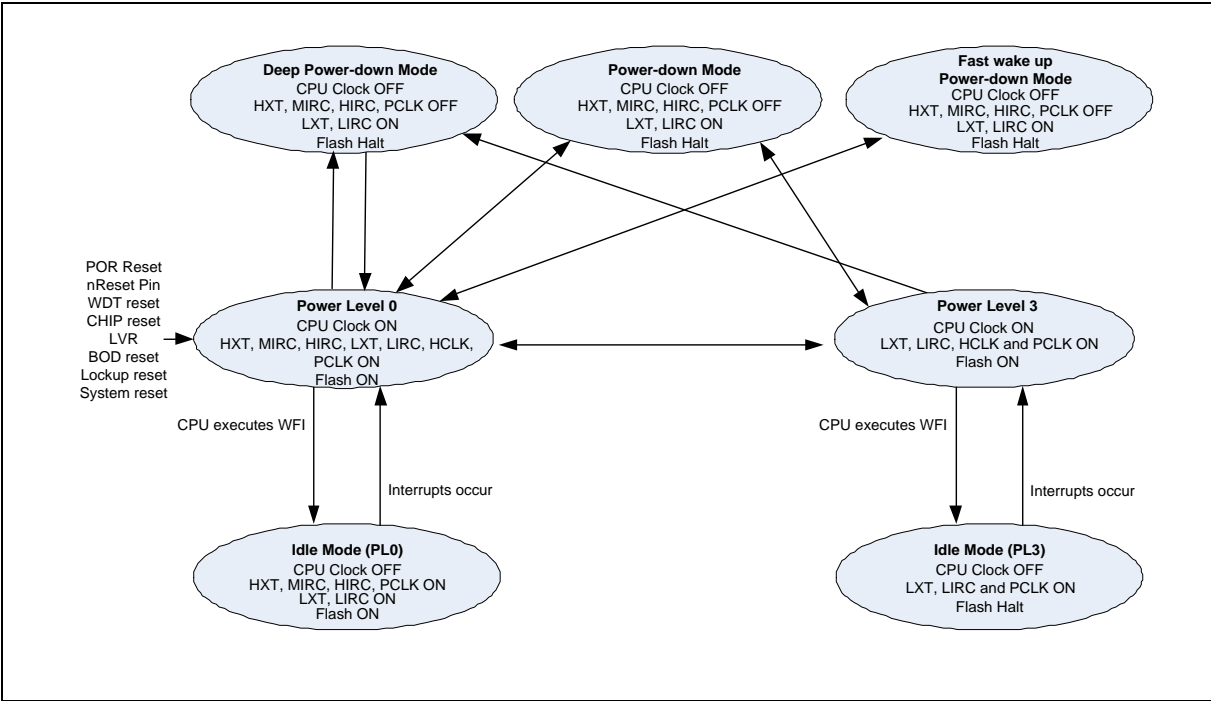 Deep Power-down Mode
CPU Clock OFF
HXT, MIRC, HIRC, PCLK OFF
LXT, LIRC ON
Flash Halt
Power-down Mode
CPU Clock OFF
HXT, MIRC, HIRC, PCLK OFF
LXT, LIRC ON
Flash Halt
Fast wake up
Power-down Mode
CPU Clock OFF
HXT, MIRC, HIRC, PCLK OFF
LXT, LIRC ON
Flash Halt
POR Reset
nReset Pin
WDT reset
CHIP reset
LVR
BOD reset
Lockup reset
System reset
Power Level 0
CPU Clock ON
HXT, MIRC, HIRC, LXT, LIRC, HCLK,
PCLK ON
Flash ON
Power Level 3
CPU Clock ON
LXT, LIRC, HCLK and PCLK ON
Flash ON
CPU executes WFI
Interrupts occur
CPU executes WFI
Interrupts occur
Idle Mode (PL0)
CPU Clock OFF
HXT, MIRC, HIRC, PCLK ON
LXT, LIRC ON
Flash ON
Idle Mode (PL3)
CPU Clock OFF
LXT, LIRC and PCLK ON
Flash Halt